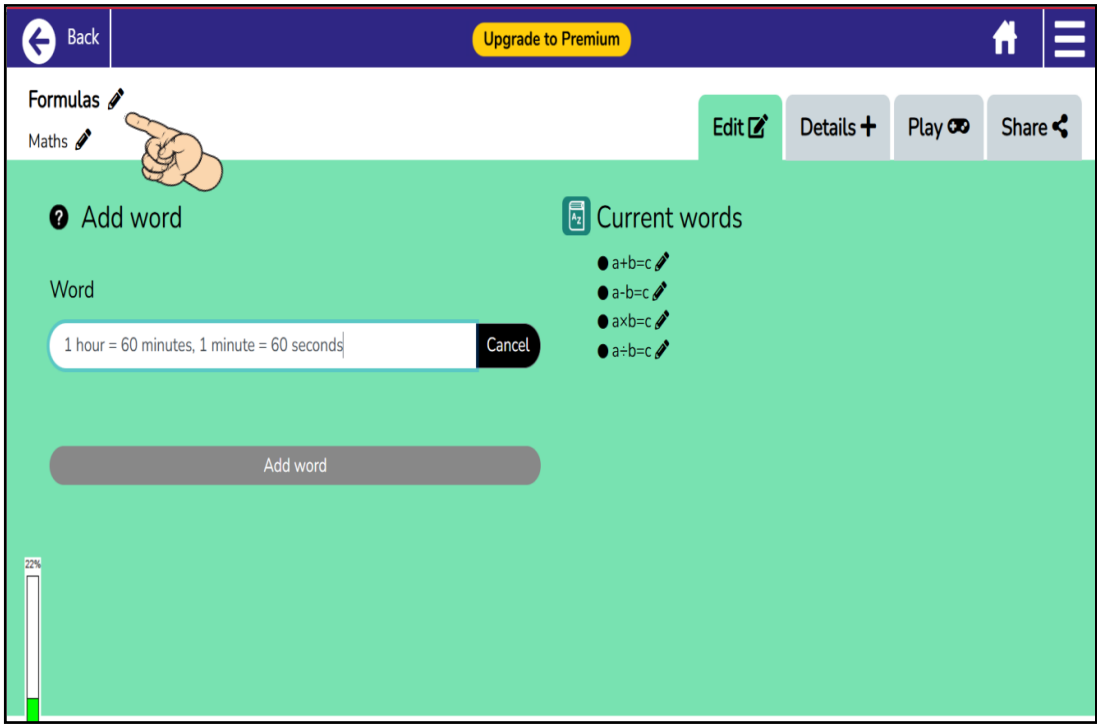 Back
Upgrade to Premium
Formulas
Maths
Edit
Details
Play
Share
? Add word
Word
1 hour = 60 minutes, 1 minute = 60 seconds
Cancel
Add word
A Z Current words
a+b=c
a-b=c
a×b=c
a÷b=c
22%